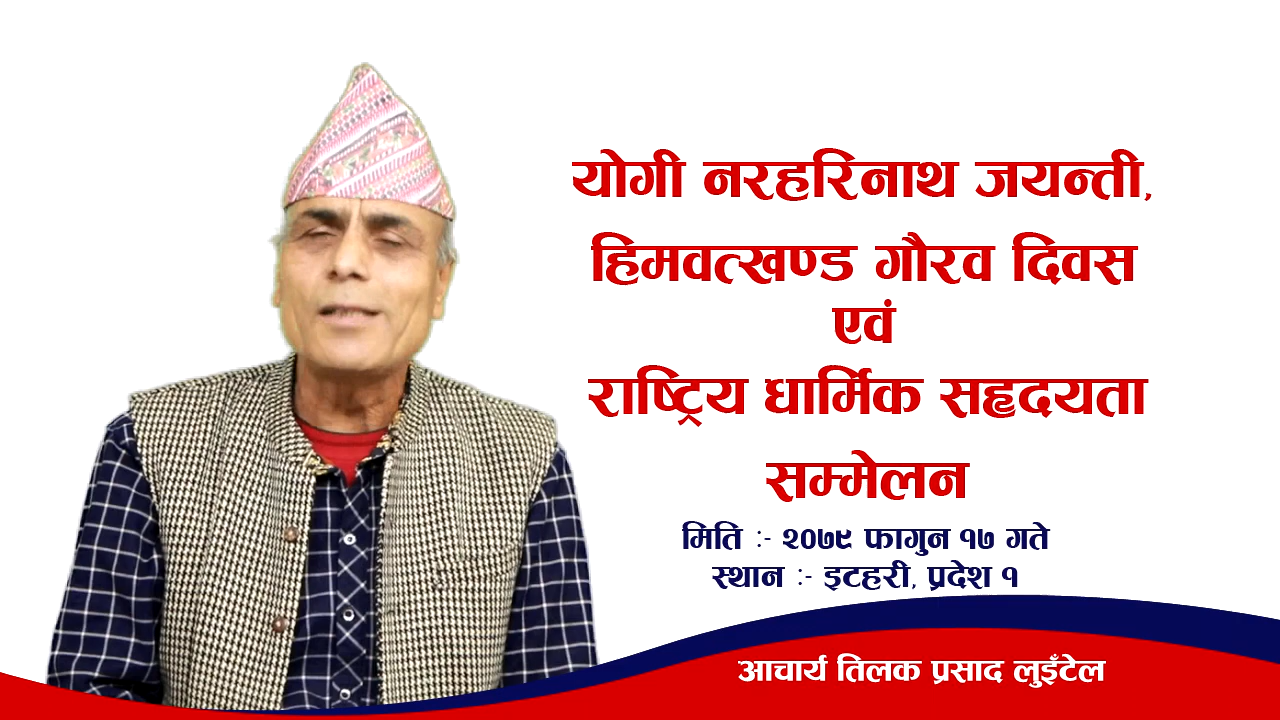 योगी नरहरिनाथ जयन्ती,
हिमवत्खण्ड गौरव दिवस
एवं
राष्ट्रिय धार्मिक सहृदयता
सम्मेलन
मिति :- २०७९ फागुन १७ गते
स्थान :- इटहरी, प्रदेश १
आचार्य तिलक प्रसाद लुइँटेल